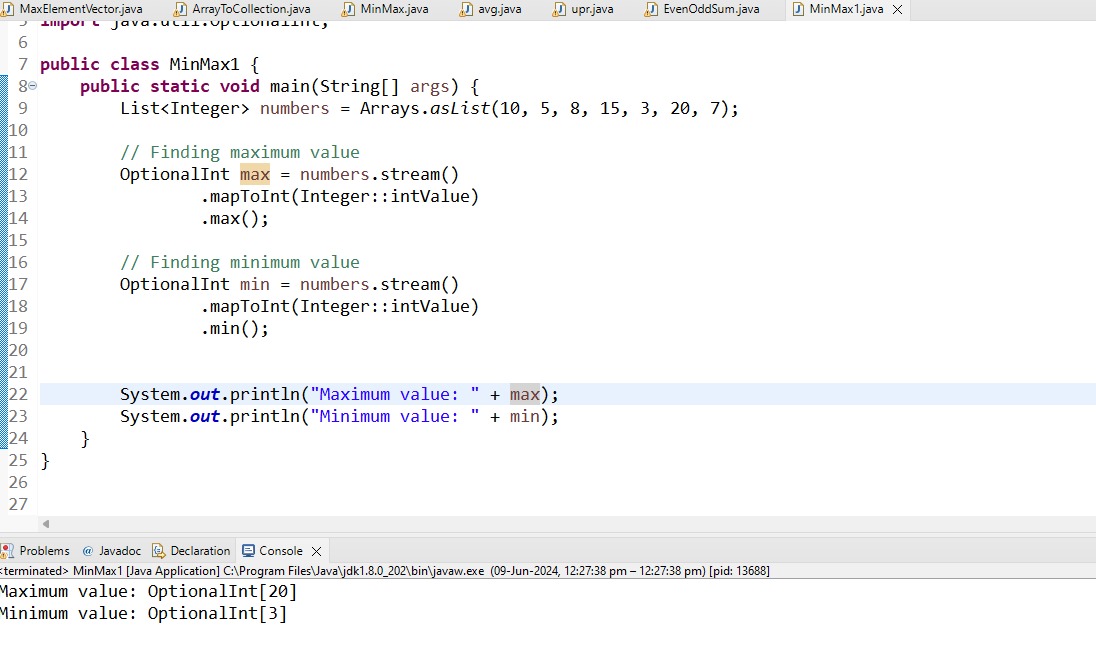 MaxElementVector.java ArrayToCollection.java MinMax.java avg.java upr.java EvenOddSum.java MinMax1.java
5 import java.util.OptionalInt;
6
7 public class MinMax1 {
8 public static void main(String[] args) {
9 List<Integer> numbers = Arrays.asList(10, 5, 8, 15, 3, 20, 7);
10
11 // Finding maximum value
12 OptionalInt max = numbers.stream()
13 .mapToInt(Integer::intValue)
14 .max();
15
16 // Finding minimum value
17 OptionalInt min = numbers.stream()
18 .mapToInt(Integer::intValue)
19 .min();
20
21
22 System.out.println("Maximum value: " + max);
23 System.out.println("Minimum value: " + min);
24 }
25 }
26
27
Problems @ Javadoc Declaration Console
<terminated> MinMax1 [Java Application] C:\Program Files\Java\jdk1.8.0_202\bin\javaw.exe (09-Jun-2024, 12:27:38 pm – 12:27:38 pm) [pid: 13688]
Maximum value: OptionalInt[20]
Minimum value: OptionalInt[3]